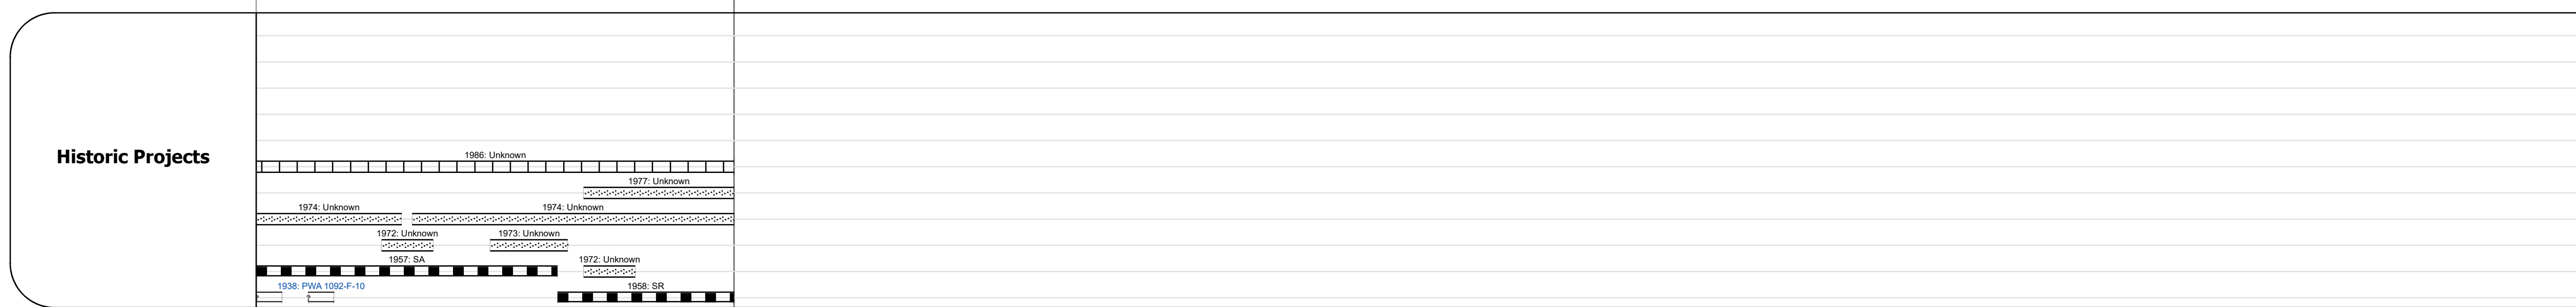 Historic Projects
1986: Unknown
1977: Unknown
1974: Unknown
1974: Unknown
1972: Unknown
1973: Unknown
1957: SA
1972: Unknown
1938: PWA 1092-F-10
1958: SR
?
?